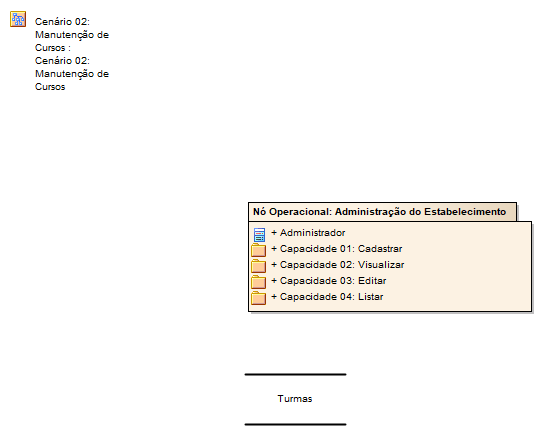 Cenário 02:
Manutenção de
Cursos :
Cenário 02:
Manutenção de
Cursos
Nó Operacional: Administração do Estabelecimento
+ Administrador
+ Capacidade 01: Cadastrar
+ Capacidade 02: Visualizar
+ Capacidade 03: Editar
+ Capacidade 04: Listar
Turmas